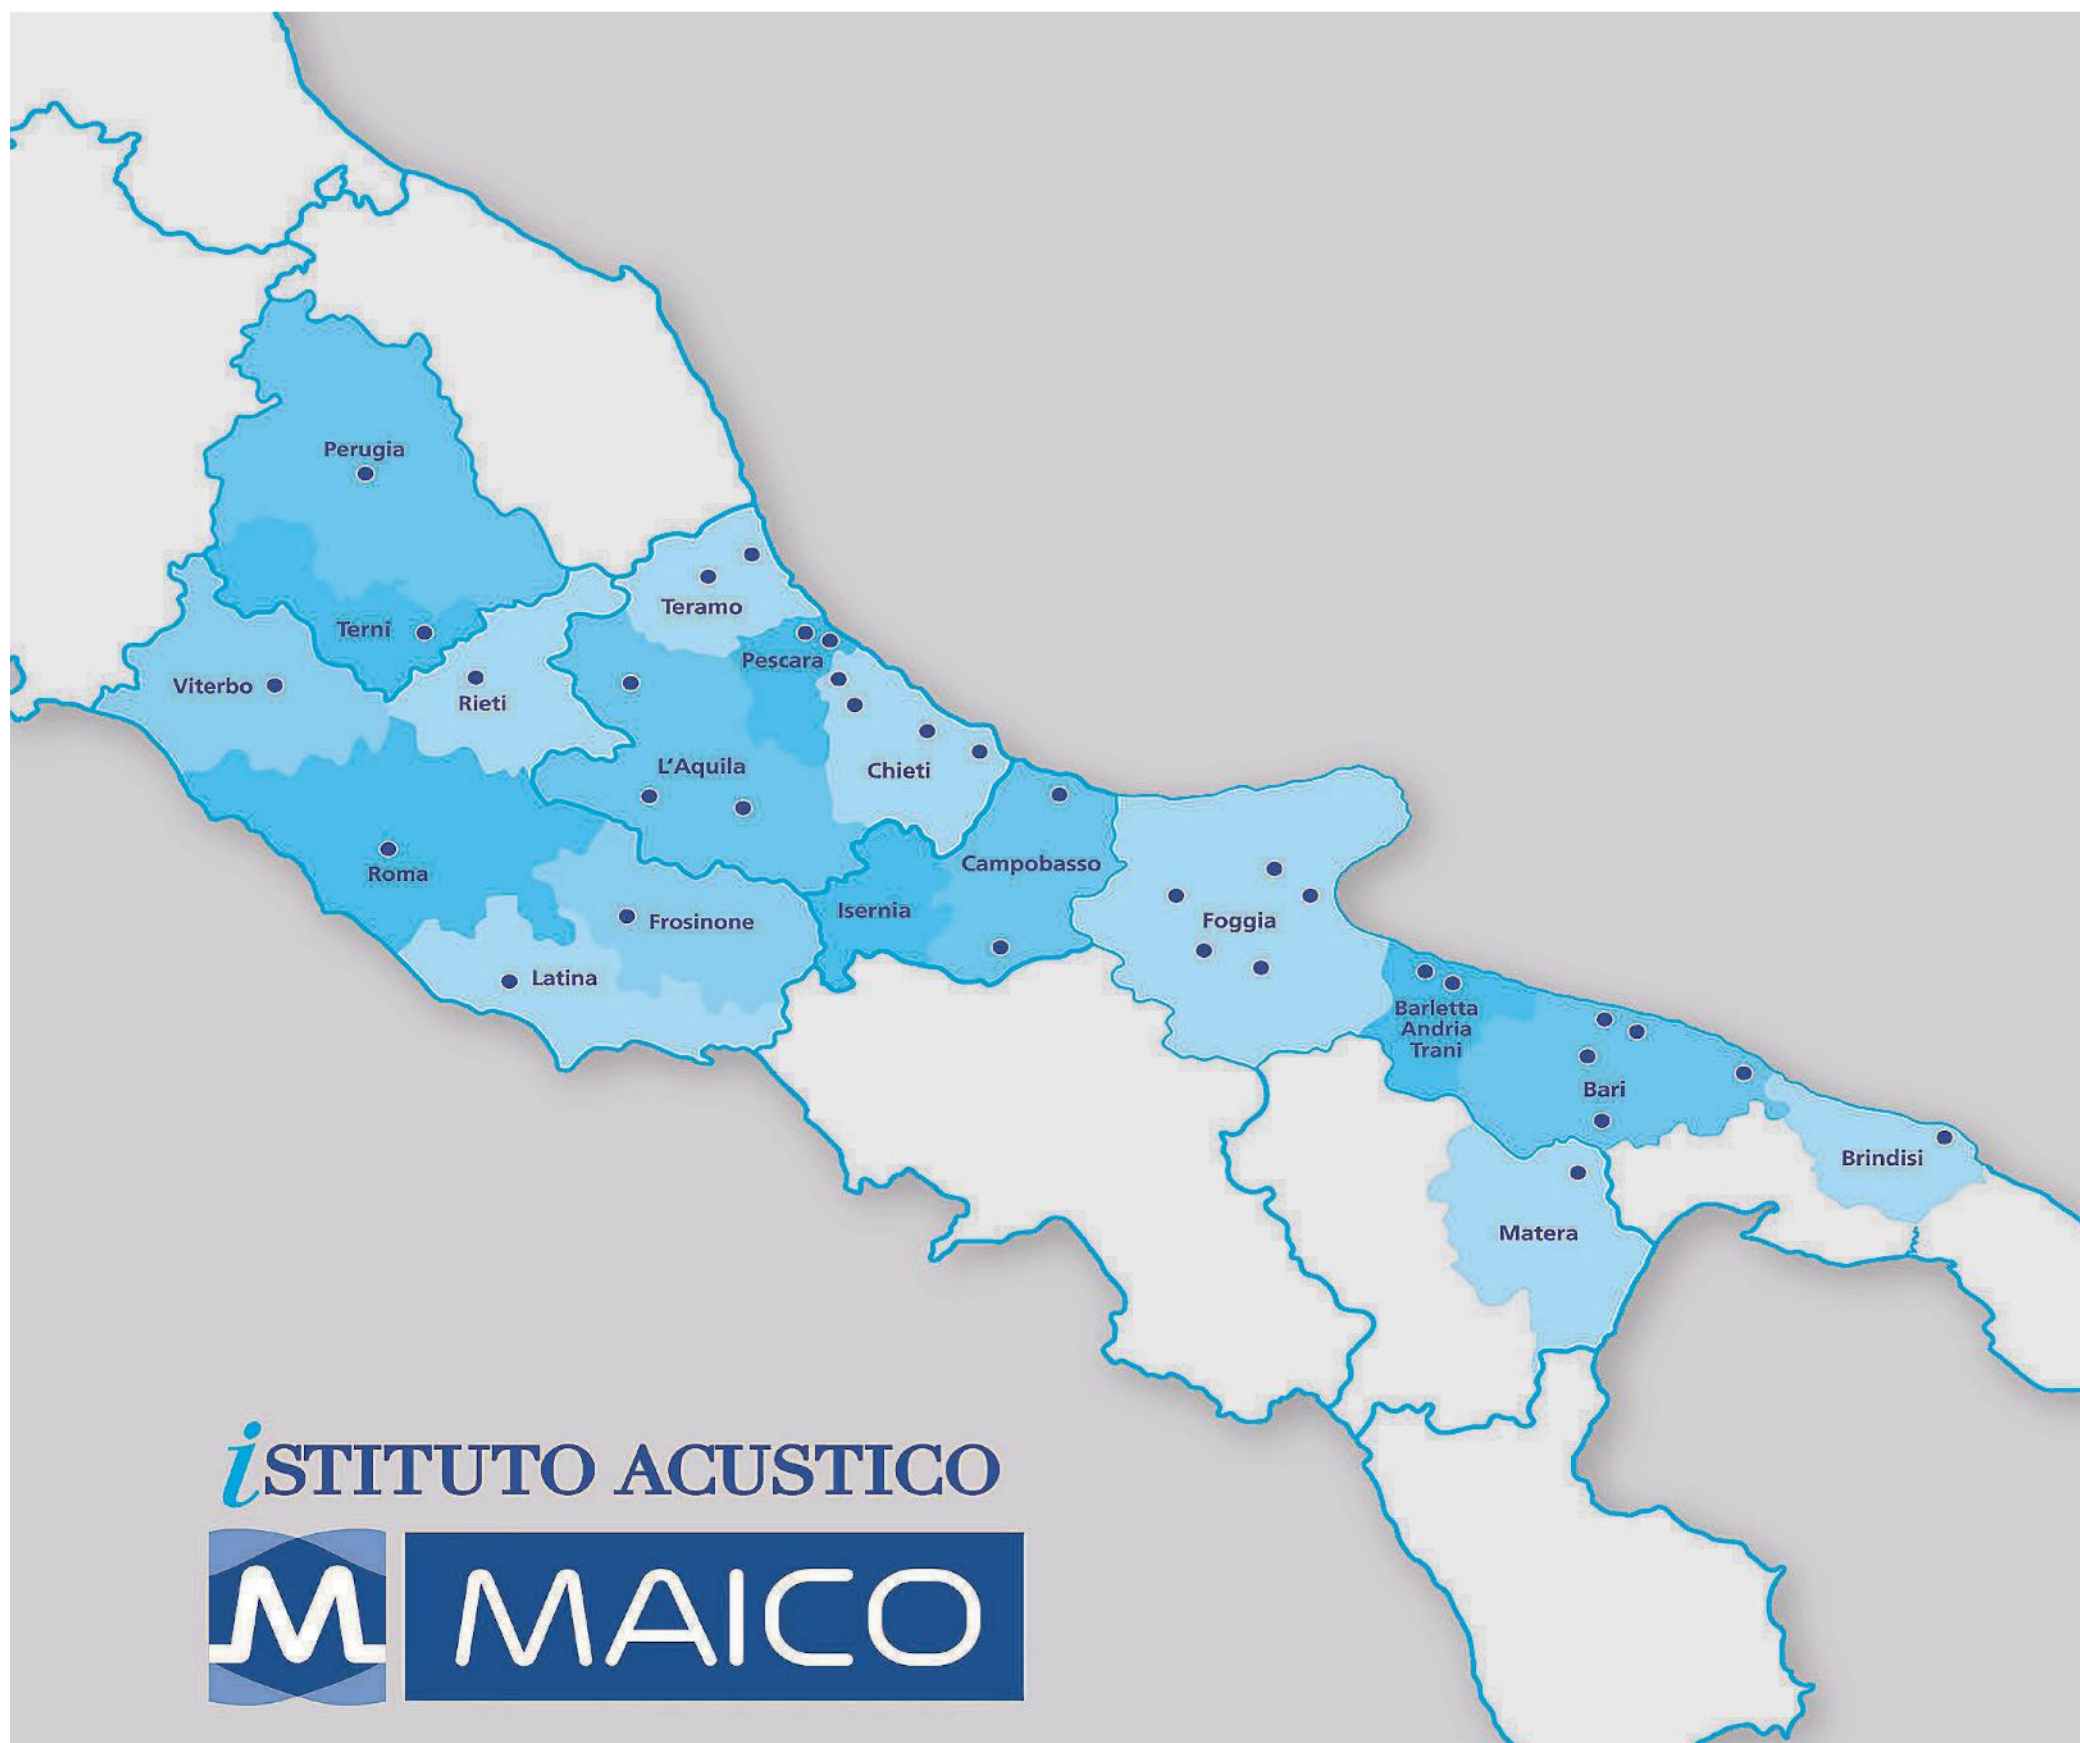 Perugia
Teramo
Terni
Pescara
Viterbo
Rieti
L'Aquila
Chieti
Roma
Campobasso
Isernia
Frosinone
Foggia
Latina
Barletta
Andria
Trani
Bari
Brindisi
Matera
iSTITUTO ACUSTICO
M MAICO